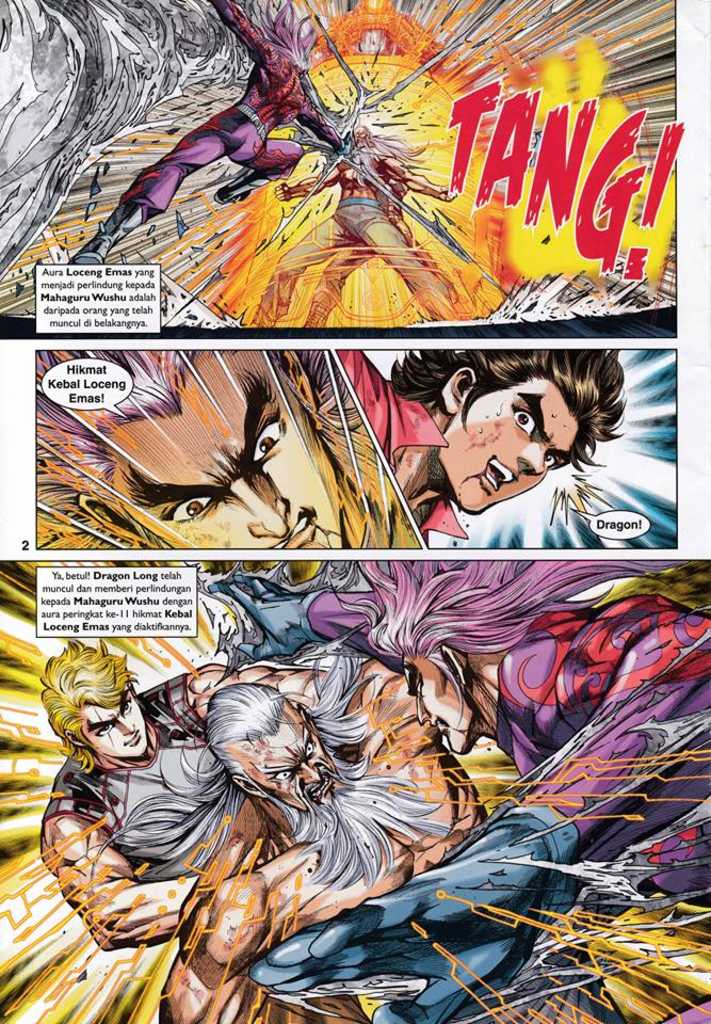 TANG!
Aura Loceng Emas yang
menjadi perlindung kepada
Mahaguru Wushu adalah
daripada orang yang telah
muncul di belakangnya.
Hikmat
Kebal Loceng
Emas!
Dragon!
2
Ya, betul! Dragon Long telah
muncul dan memberi perlindungan
kepada Mahaguru Wushu dengan
aura peringkat ke-11 hikmat Kebal
Loceng Emas yang diaktifkannya.